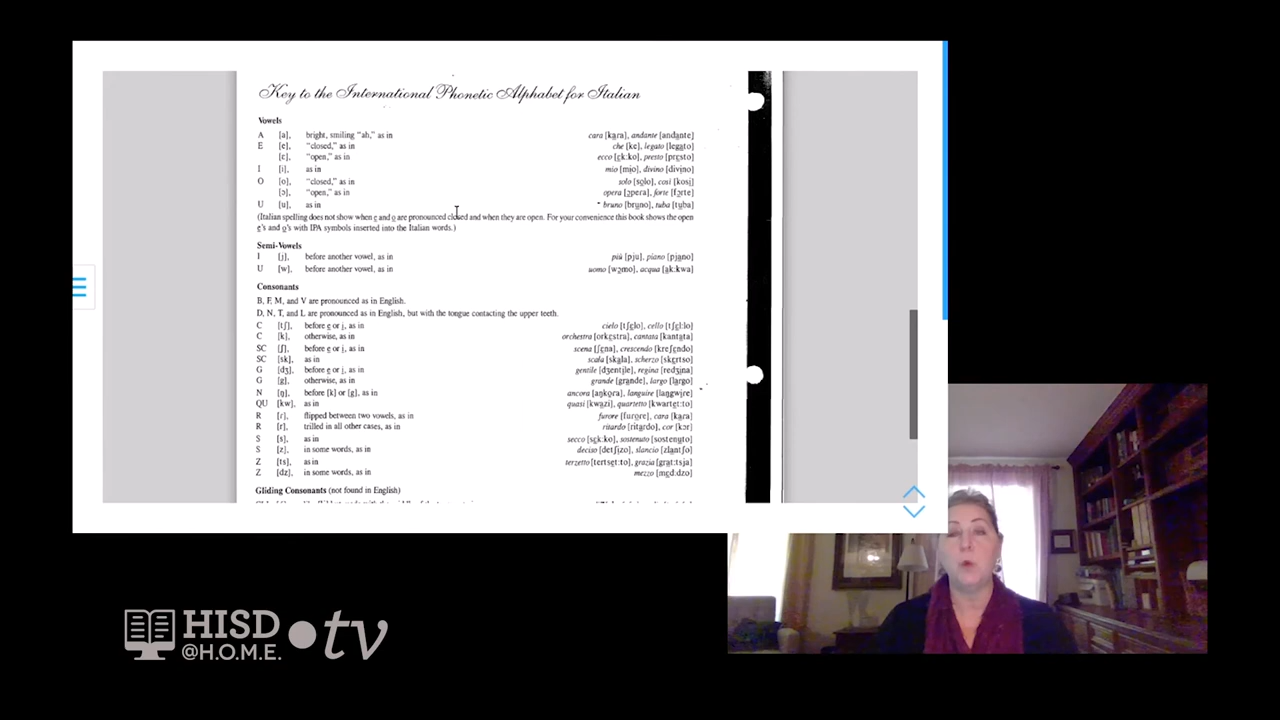 Key to the International Phonetic Alphabet for Italian
Vowels
A [a], bright, smiling "ah," as in cara [kara], andante [andante]
E [e], "closed," as in che [ke], legato [legato]
[ɛ], "open," as in ecco [ɛk:ko], presto [prɛsto]
I [i], as in mio [mio], divino [divino]
O [o], "closed," as in solo [solo], così [kosi]
[ɔ], "open," as in opera [ɔpera], forte [fɔrte]
U [u], as in bruno [bruno], tuba [tuba]
(Italian spelling does not show when e and o are pronounced closed and when they are open. For your convenience this book shows the open
e's and o's with IPA symbols inserted into the Italian words.)
Semi-Vowels
I [j], before another vowel, as in più [pju], piano [pjano]
U [w], before another vowel, as in uomo [wɔmo], acqua [ak:kwa]
Consonants
B, F, M, and V are pronounced as in English.
D, N, T, and L are pronounced as in English, but with the tongue contacting the upper teeth.
C [tʃ], before e or i, as in cielo [tʃɛlo], cello [tʃɛl:lo]
C [k], otherwise, as in orchestra [orkɛstra], cantata [kantata]
SC [ʃ], before e or i, as in scena [ʃɛna], crescendo [kreʃɛndo]
SC [sk], as in scala [skala], scherzo [skɛrtso]
G [dʒ], before e or i, as in gentile [dʒentile], regina [redʒina]
G [g], otherwise, as in grande [grande], largo [largo]
N [ŋ], before [k] or [g], as in ancora [aŋkora], languire [laŋgwire]
QU [kw], as in quasi [kwazi], quartetto [kwartet:to]
R [ɾ], flipped between two vowels, as in furore [furore], cara [kara]
R [r], trilled in all other cases, as in ritardo [ritardo], cor [kɔr]
S [s], as in secco [sek:ko], sostenuto [sostenuto]
S [z], in some words, as in deciso [detʃizo], slancio [zlantʃo]
Z [ts], as in terzetto [tertset:to], grazia [grat:tsja]
Z [dz], in some words, as in mezzo [mɛd:dzo]
Gliding Consonants (not found in English)
HISD
@H.O.M.E.
tv